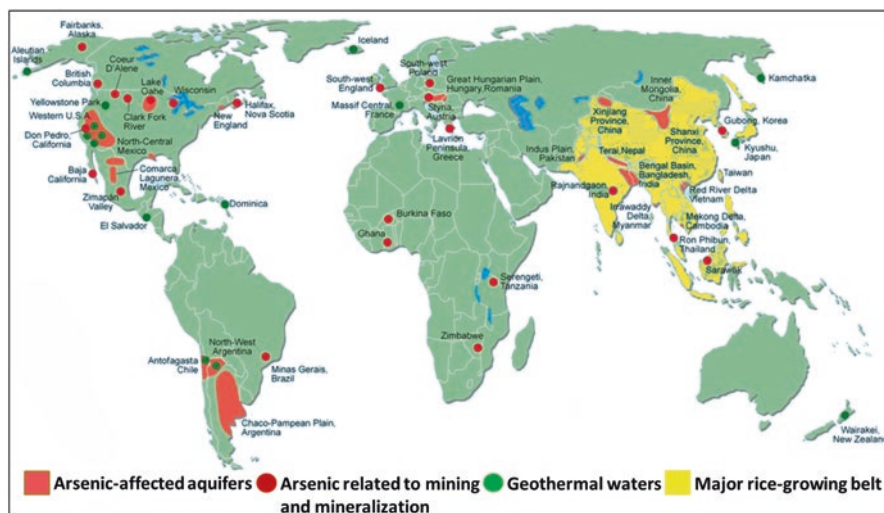 Fairbanks,
Alaska
Aleutian
Islands
Coeur
D'Alene
British
Columbia
Lake
Oahe
Wisconsin
Yellowstone Park
Western U.S.A.
Clark Fork
River
New
England
Halifax,
Nova Scotia
Don Pedro,
California
North-Central
Mexico
Baja
California
Comarca
Lagunera,
Mexico
Zimapán
Valley
El Salvador
Dominica
Antofagasta
Chile
North-West
Argentina
Minas Gerais,
Brazil
Chaco-Pampean Plain,
Argentina
Iceland
South-west
England
South-west
Poland
Great Hungarian Plain,
Hungary,Romania
Massif Central,
France
Styria,
Austria
Lavrion
Peninsula,
Greece
Burkina Faso
Ghana
Serengeti,
Tanzania
Zimbabwe
Inner
Mongolia,
China
Kamchatka
Xinjiang
Province,
China
Shanxi
Province,
China
Gubong, Korea
Kyushu,
Japan
Indus Plain,
Pakistan
Terai,Nepal
Bengal Basin,
Bangladesh,
India
Taiwan
Rajnandgaon,
India
Red River Delta
Vietnam
Irrawaddy
Delta,
Myanmar
Mekong Delta,
Cambodia
Ron Phibun,
Thailand
Sarawak
Wairakei,
New Zealand
Arsenic-affected aquifers
Arsenic related to mining
and mineralization
Geothermal waters
Major rice-growing belt